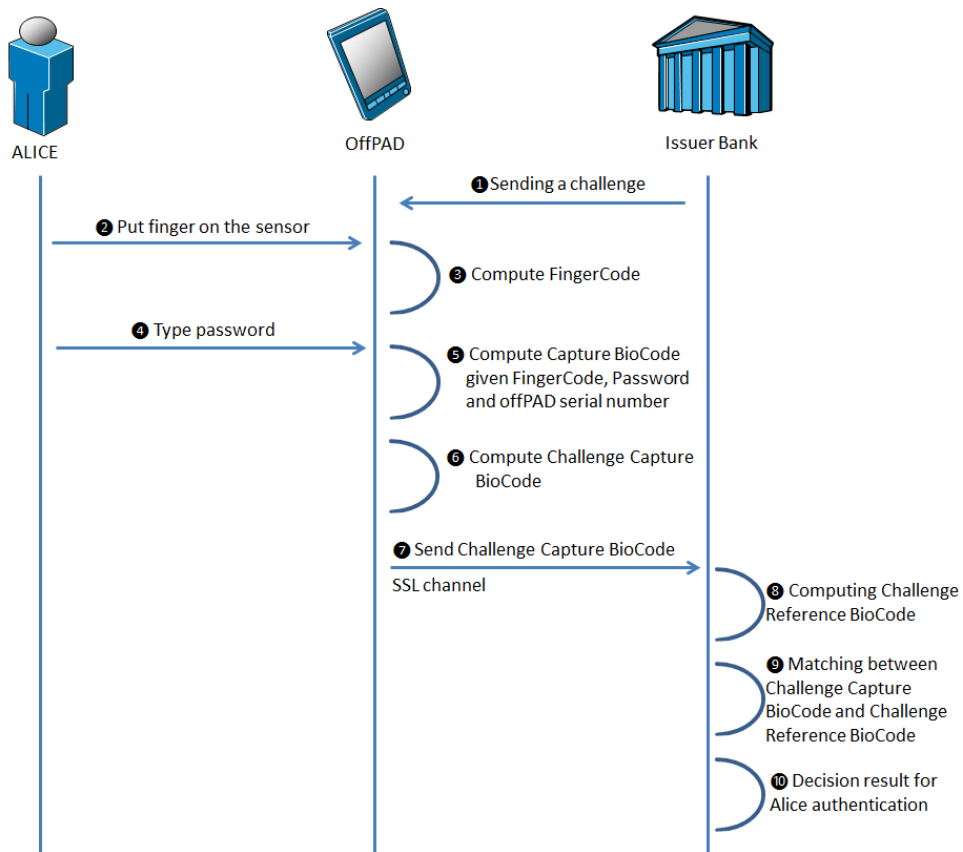 ALICE
OffPAD
Issuer Bank
❶Sending a challenge
❷ Put finger on the sensor
❸ Compute FingerCode
❹ Type password
❺ Compute Capture BioCode
given FingerCode, Password
and offPAD serial number
❻ Compute Challenge Capture
BioCode
❼ Send Challenge Capture BioCode
SSL channel
❽ Computing Challenge
Reference BioCode
❾ Matching between
Challenge Capture
BioCode and Challenge
Reference BioCode
❿ Decision result for
Alice authentication